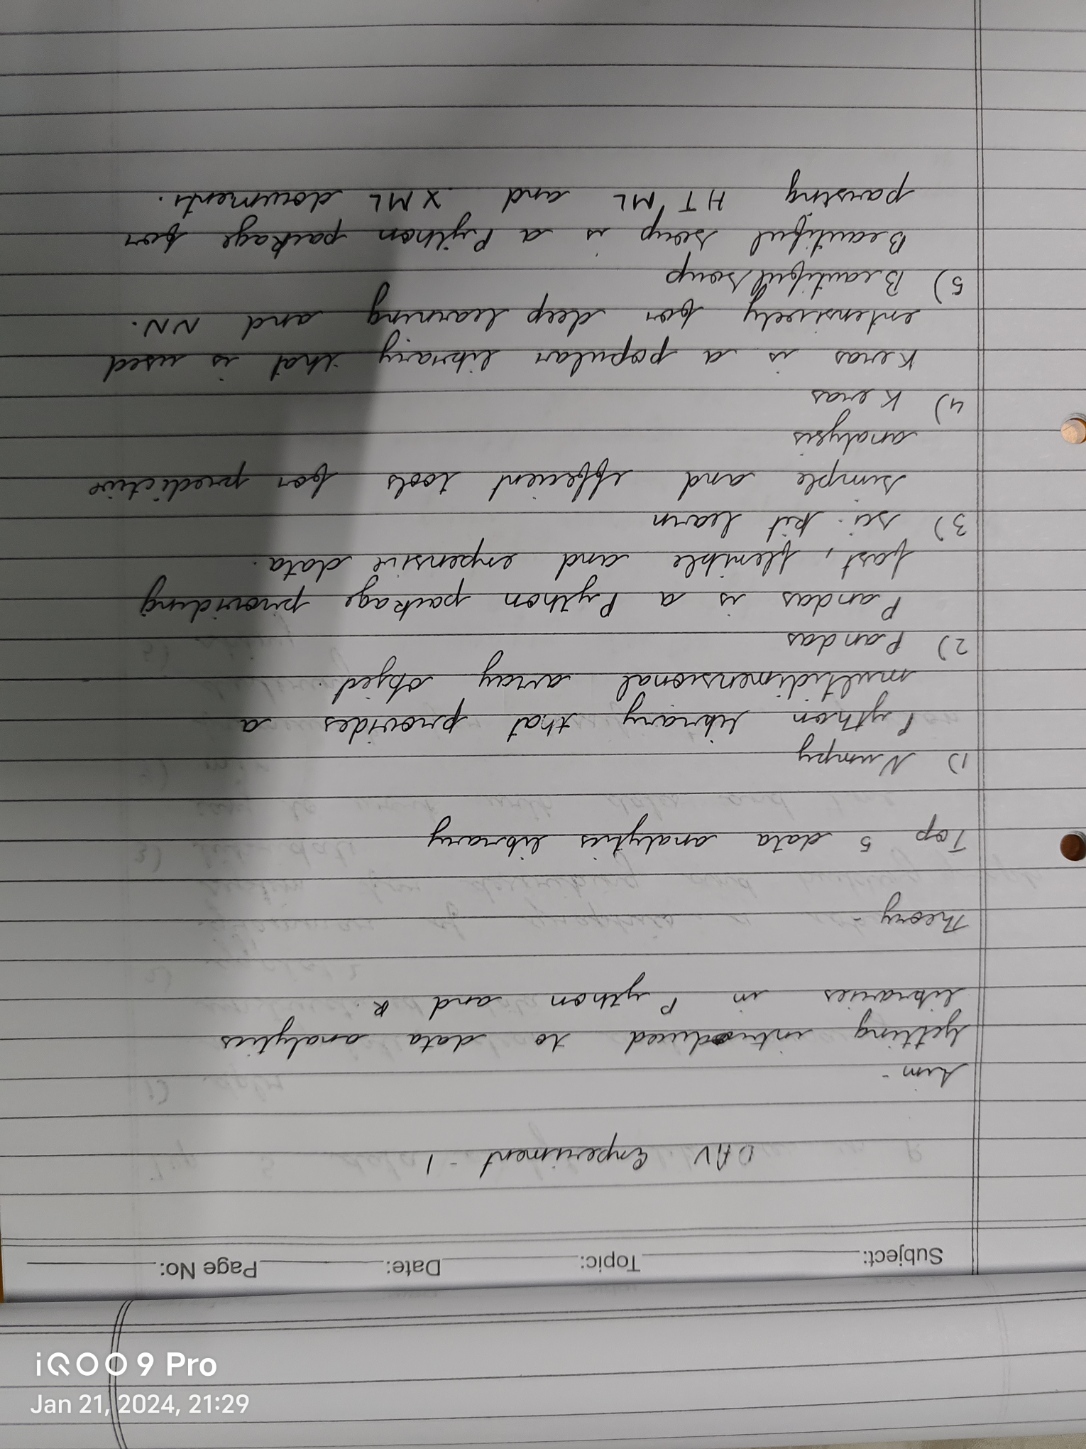 Subject: Topic: Date: Page No:
DAV Experiment - 1
Aim -
Getting introduced to data analytics
libraries in Python and R.
Theory -
Top 5 data analytics library
1) Numpy
Python library that provides a
multidimensional array object.
2) Pandas
Pandas is a Python package providing
fast, flexible and expensive data.
3) sci-kit learn
simple and efficient tools for predictive
analysis
4) Keras
Keras is a popular library that is used
extensively for deep learning and NN.
5) Beautiful soup
Beautiful soup is a Python package for
parsing HTML and XML documents.
iQOO 9 Pro
Jan 21, 2024, 21:29